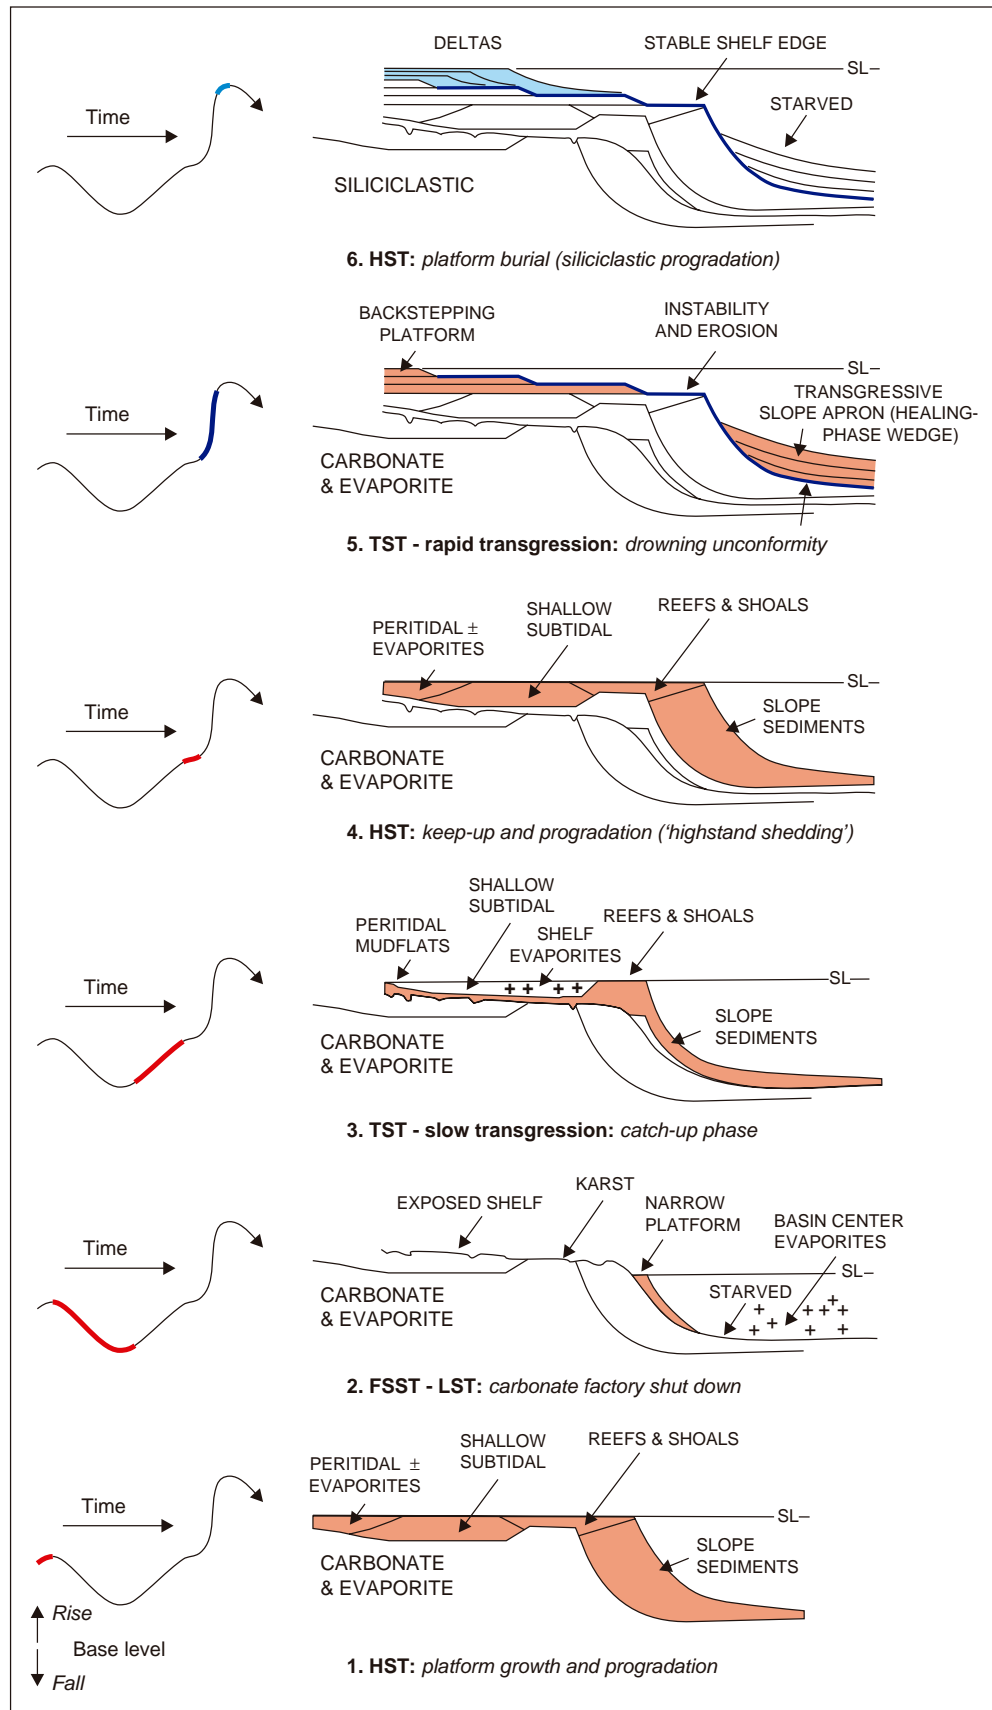 DELTAS
STABLE SHELF EDGE
SL
Time
STARVED
SILICICLASTIC
6. HST: platform burial (siliciclastic progradation)
BACKSTEPPING
PLATFORM
INSTABILITY
AND EROSION
SL
Time
TRANSGRESSIVE
SLOPE APRON (HEALING-
PHASE WEDGE)
CARBONATE
& EVAPORITE
5. TST - rapid transgression: drowning unconformity
PERITIDAL ±
EVAPORITES
SHALLOW
SUBTIDAL
REEFS & SHOALS
SL
Time
SLOPE
SEDIMENTS
CARBONATE
& EVAPORITE
4. HST: keep-up and progradation (‘highstand shedding’)
PERITIDAL
MUDFLATS
SHALLOW
SUBTIDAL
SHELF
EVAPORITES
REEFS & SHOALS
SL
Time
SLOPE
SEDIMENTS
CARBONATE
& EVAPORITE
3. TST - slow transgression: catch-up phase
EXPOSED SHELF
KARST
NARROW
PLATFORM
BASIN CENTER
EVAPORITES
SL
Time
STARVED
CARBONATE
& EVAPORITE
2. FSST - LST: carbonate factory shut down
PERITIDAL ±
EVAPORITES
SHALLOW
SUBTIDAL
REEFS & SHOALS
SL
Time
SLOPE
SEDIMENTS
CARBONATE
& EVAPORITE
Rise
Base level
Fall
1. HST: platform growth and progradation